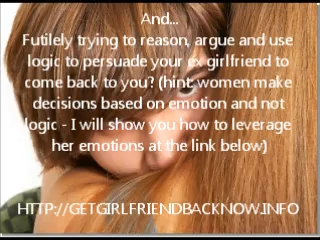 And...
Futilely trying to reason, argue and use
logic to persuade your ex girlfriend to
come back to you? (hint: women make
decisions based on emotion and not
logic - I will show you how to leverage
her emotions at the link below)
HTTP://GETGIRLFRIENDBACKNOW.INFO